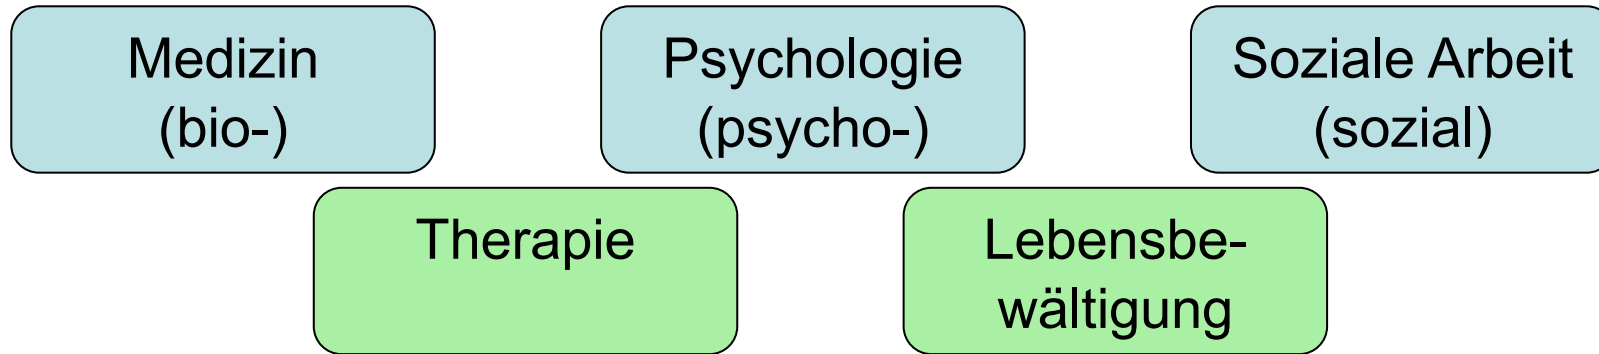 Medizin
(bio-)
Psychologie
(psycho-)
Soziale Arbeit
(sozial)
Therapie
Lebensbe-
wältigung